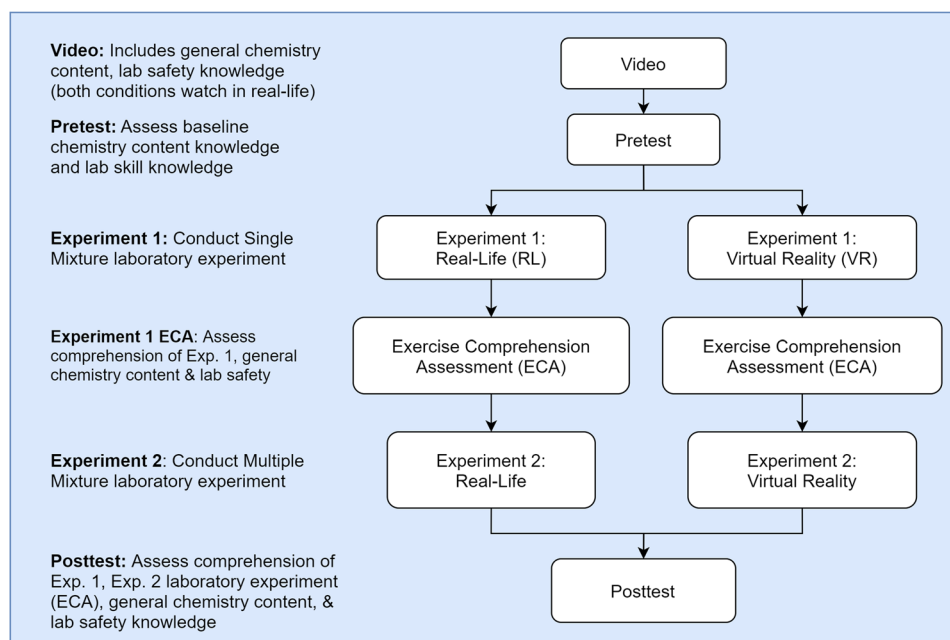 Video: Includes general chemistry
content, lab safety knowledge
(both conditions watch in real-life)
Video
Pretest: Assess baseline
chemistry content knowledge
and lab skill knowledge
Pretest
Experiment 1: Conduct Single
Mixture laboratory experiment
Experiment 1:
Real-Life (RL)
Experiment 1:
Virtual Reality (VR)
Experiment 1 ECA: Assess
comprehension of Exp. 1, general
chemistry content & lab safety
Exercise Comprehension
Assessment (ECA)
Exercise Comprehension
Assessment (ECA)
Experiment 2: Conduct Multiple
Mixture laboratory experiment
Experiment 2:
Real-Life
Experiment 2:
Virtual Reality
Posttest: Assess comprehension of
Exp. 1, Exp. 2 laboratory experiment
(ECA), general chemistry content, &
lab safety knowledge
Posttest